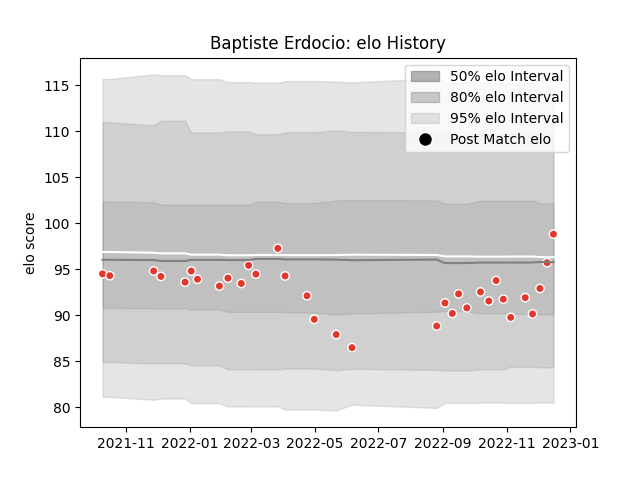 Baptiste Erdocio: elo History
50% elo Interval
80% elo Interval
95% elo Interval
Post Match elo
elo score
115
110
105
100
95
90
85
80
2021-11 2022-01 2022-03 2022-05 2022-07 2022-09 2022-11 2023-01